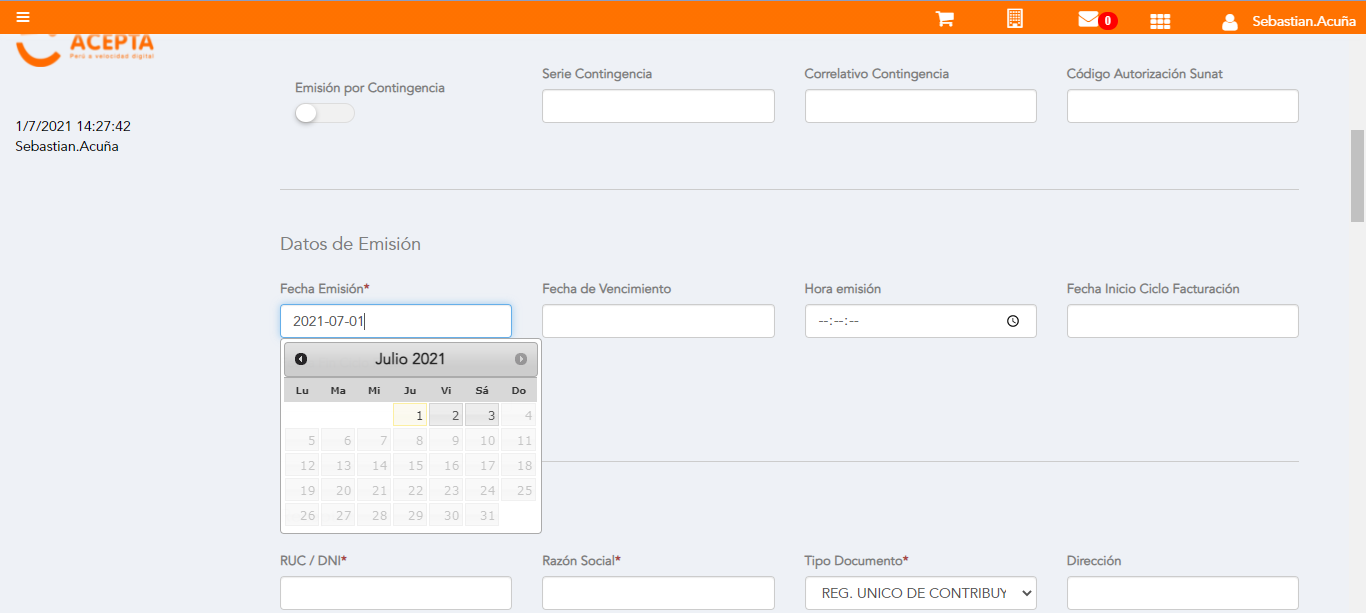 0
Sebastian.Acuña
ACEPTA
Perú a velocidad digital
1/7/2021 14:27:42
Sebastian.Acuña
Emisión por Contingencia
Serie Contingencia
Correlativo Contingencia
Código Autorización Sunat
Datos de Emisión
Fecha Emisión*
Fecha de Vencimiento
Hora emisión
Fecha Inicio Ciclo Facturación
2021-07-01
--:--:--
Julio 2021
Lu Ma Mi Ju Vi Sá Do
1 2 3 4
5 6 7 8 9 10 11
12 13 14 15 16 17 18
19 20 21 22 23 24 25
26 27 28 29 30 31
RUC / DNI*
Razón Social*
Tipo Documento*
Dirección
REG. UNICO DE CONTRIBUY